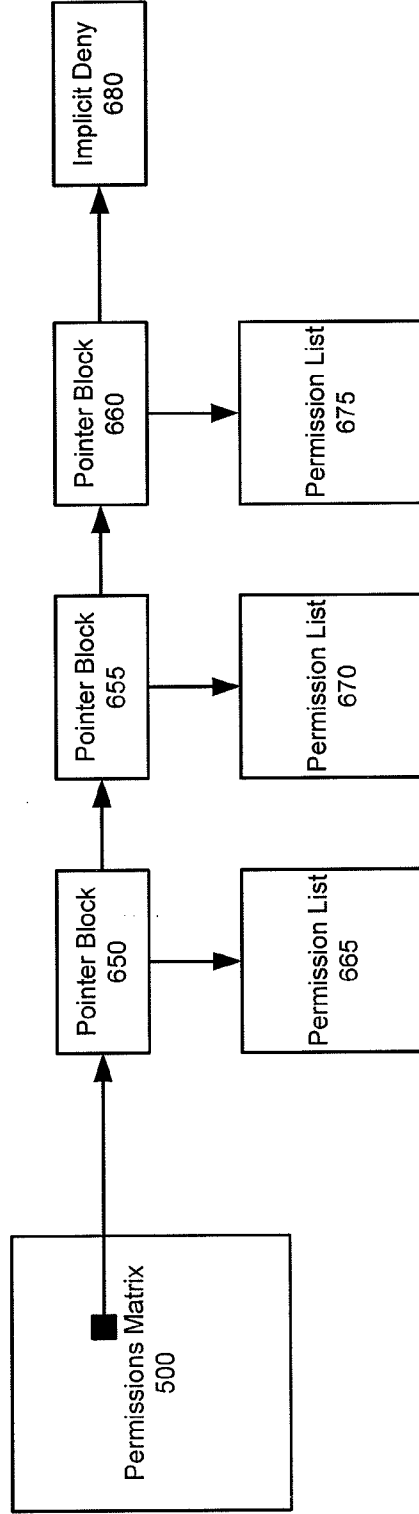 Permissions Matrix
500
Pointer Block
650
Pointer Block
655
Pointer Block
660
Implicit Deny
680
Permission List
665
Permission List
670
Permission List
675